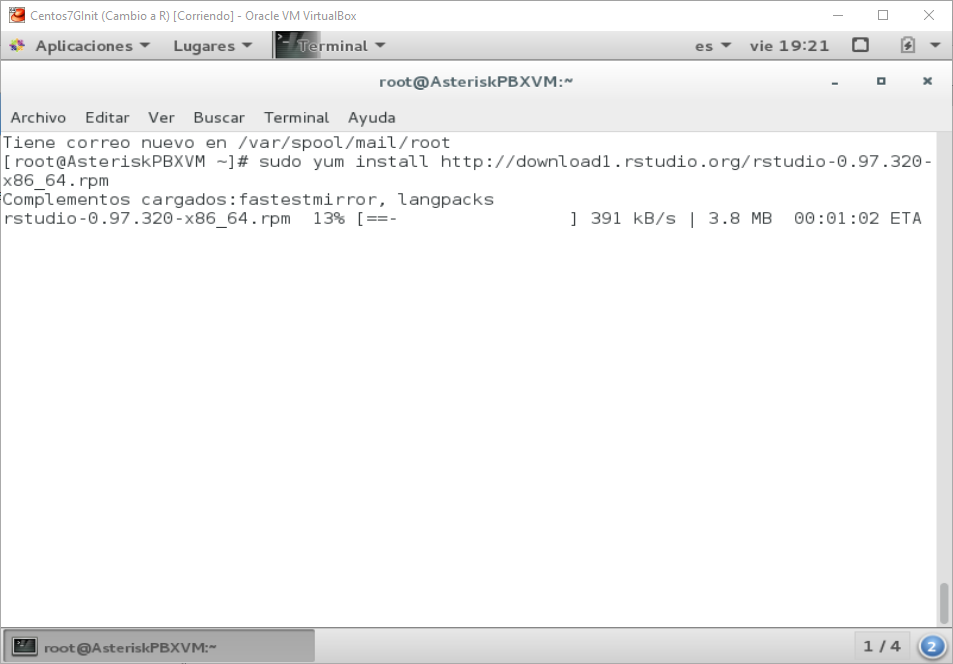 Centos7GInit (Cambio a R) [Corriendo] - Oracle VM VirtualBox
Aplicaciones Lugares Terminal es vie 19:21
root@AsteriskPBXVM:~
Archivo Editar Ver Buscar Terminal Ayuda
Tiene correo nuevo en /var/spool/mail/root
[root@AsteriskPBXVM ~]# sudo yum install http://download1.rstudio.org/rstudio-0.97.320-
x86_64.rpm
Complementos cargados:fastestmirror, langpacks
rstudio-0.97.320-x86_64.rpm 13% [==- ] 391 kB/s | 3.8 MB 00:01:02 ETA
root@AsteriskPBXVM:~ 1 / 4 2